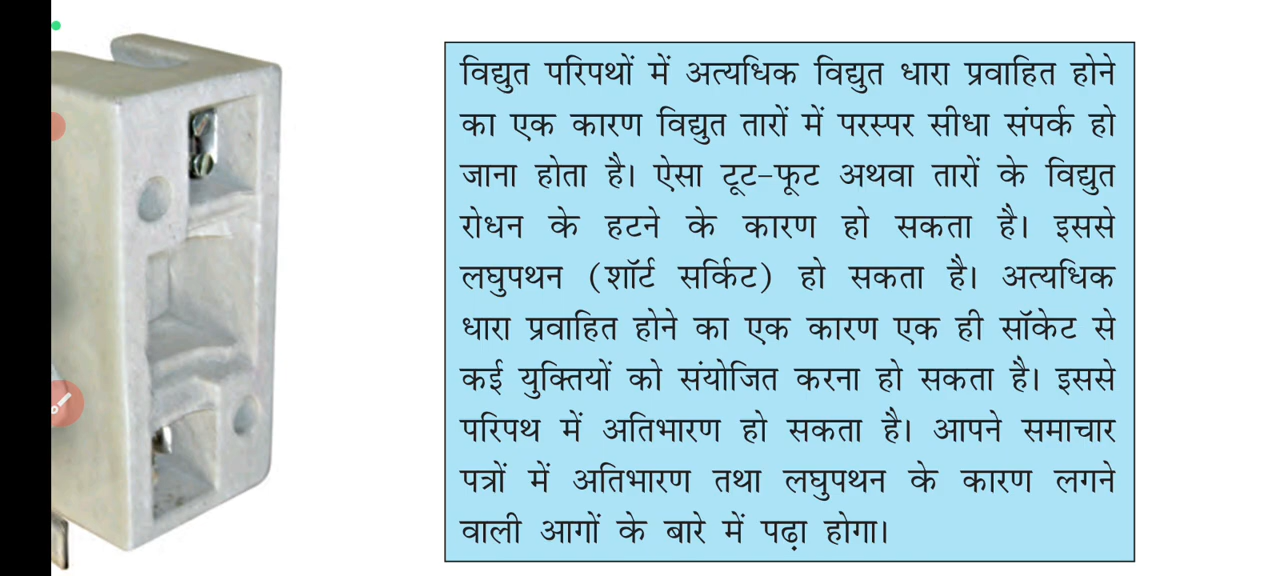 विद्युत परिपथों में अत्यधिक विद्युत धारा प्रवाहित होने
का एक कारण विद्युत तारों में परस्पर सीधा संपर्क हो
जाना होता है। ऐसा टूट-फूट अथवा तारों के विद्युत
रोधन के हटने के कारण हो सकता है। इससे
लघुपथन (शॉर्ट सर्किट) हो सकता है। अत्यधिक
धारा प्रवाहित होने का एक कारण एक ही सॉकेट से
कई युक्तियों को संयोजित करना हो सकता है। इससे
परिपथ में अतिभारण हो सकता है। आपने समाचार
पत्रों में अतिभारण तथा लघुपथन के कारण लगने
वाली आगों के बारे में पढ़ा होगा।